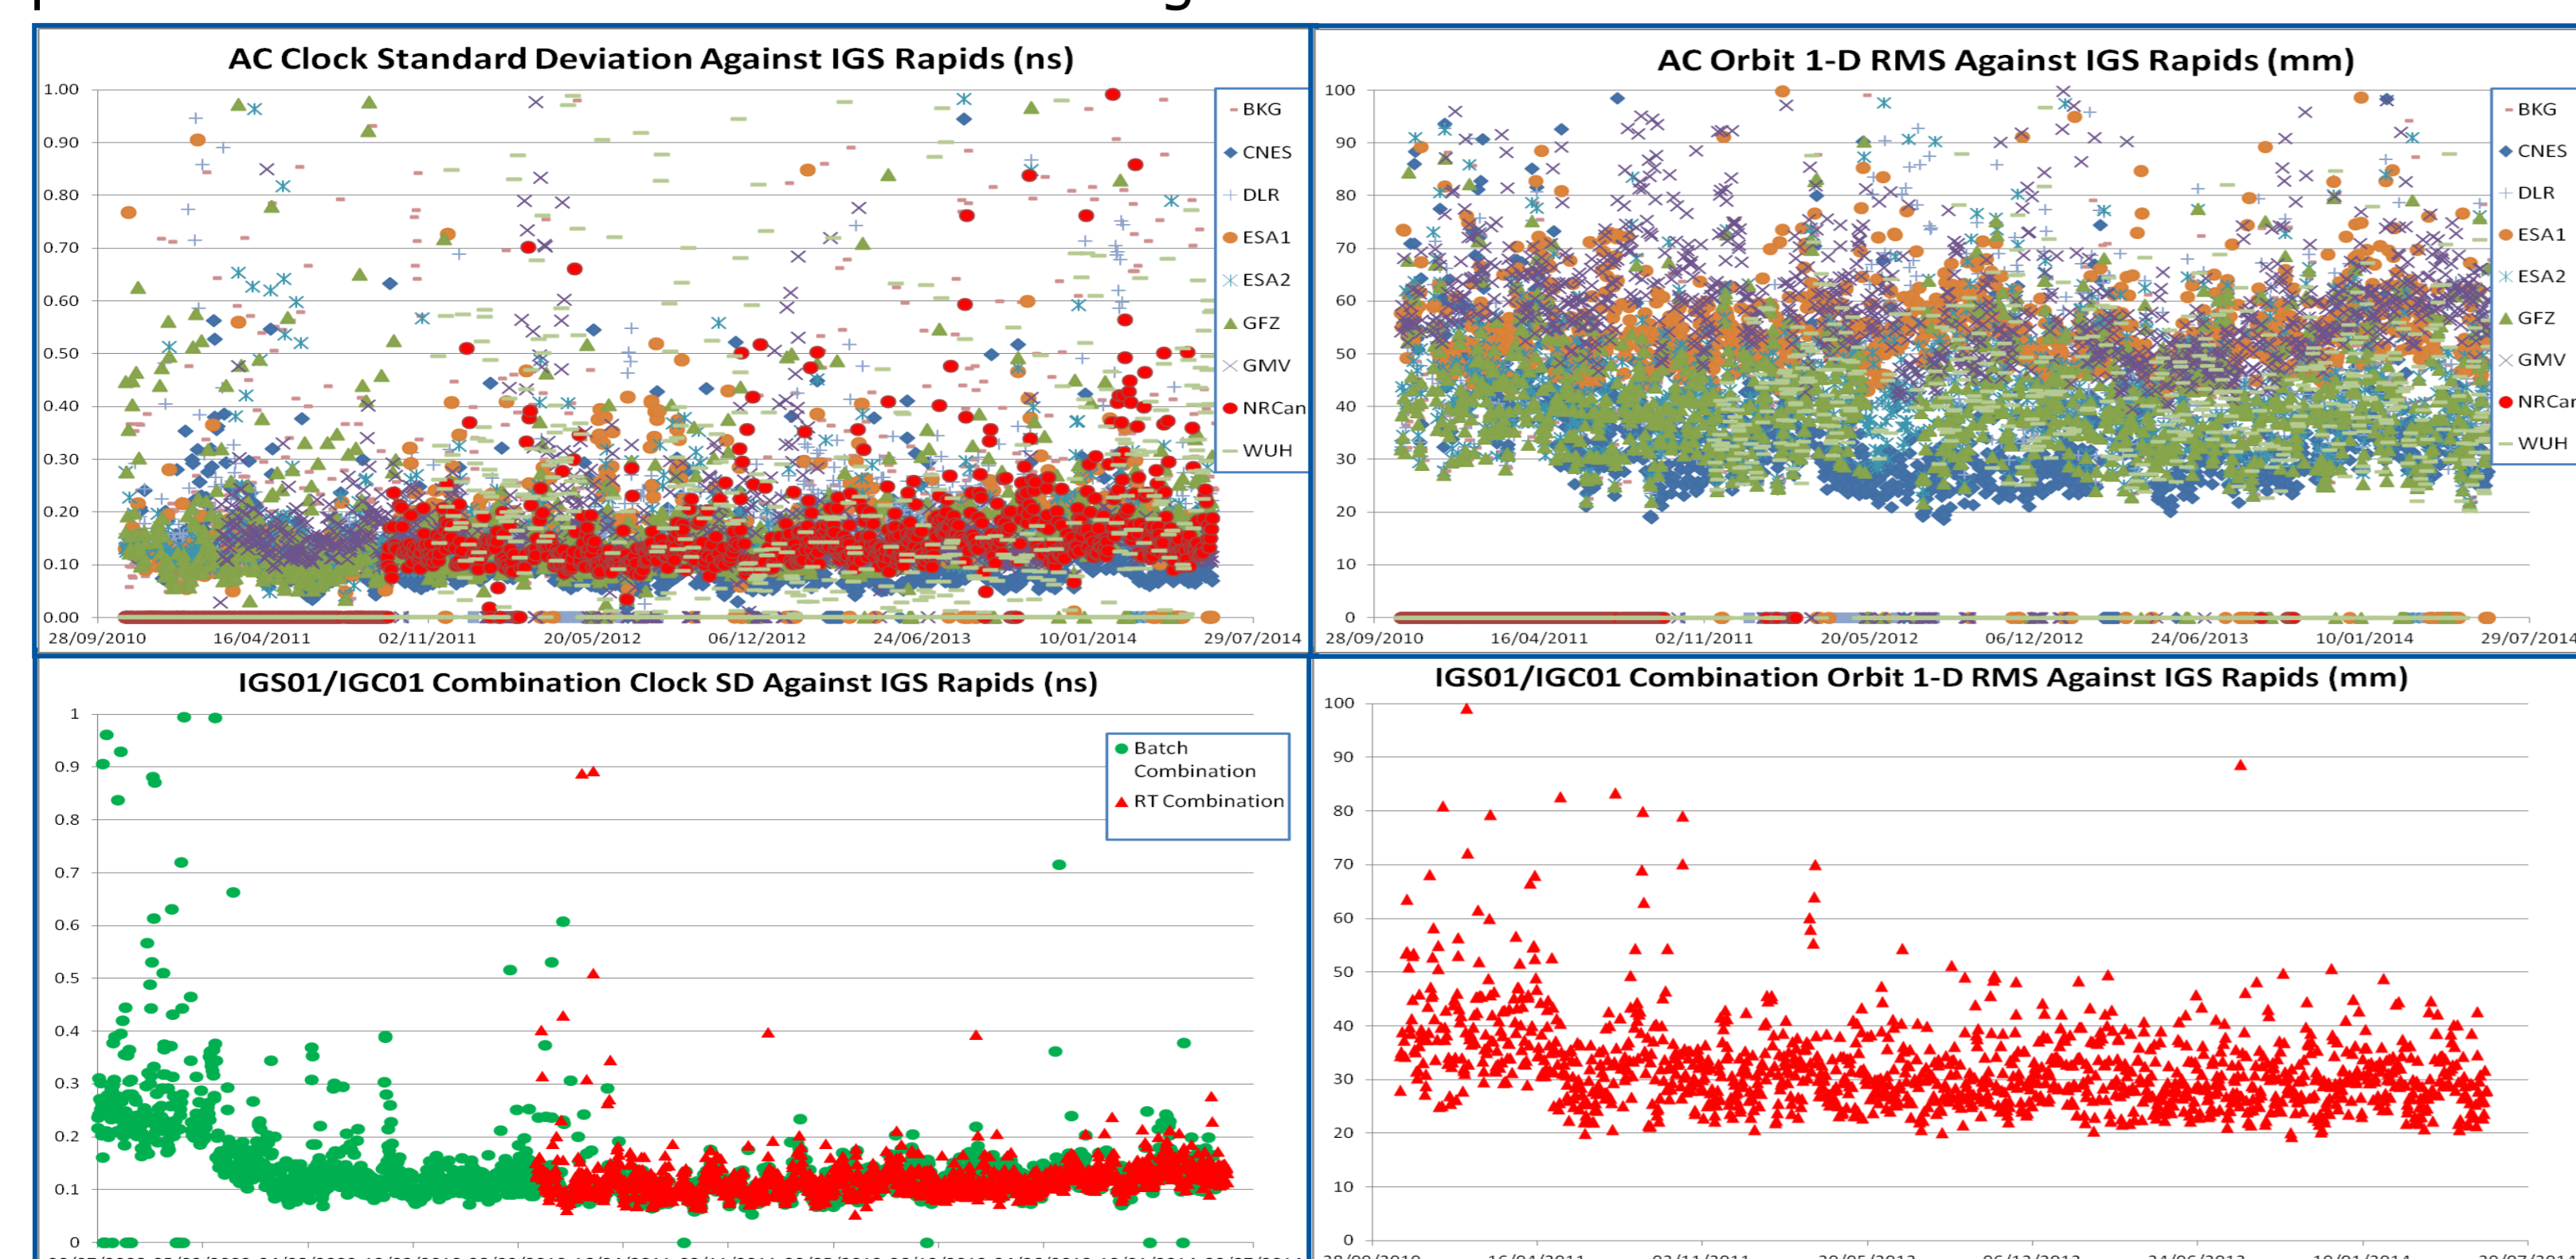 AC Clock Standard Deviation Against IGS Rapids (ns)
1.00
0.90
0.80
0.70
0.60
0.50
0.40
0.30
0.20
0.10
0.00
28/09/2010 16/04/2011 02/11/2011 20/05/2012 06/12/2012 24/06/2013 10/01/2014 29/07/2014
BKG
CNES
DLR
ESA1
ESA2
GFZ
GMV
NRCan
WUH
AC Orbit 1-D RMS Against IGS Rapids (mm)
100
90
80
70
60
50
40
30
20
10
0
28/09/2010 16/04/2011 02/11/2011 20/05/2012 06/12/2012 24/06/2013 10/01/2014 29/07/2014
BKG
CNES
DLR
ESA1
ESA2
GFZ
GMV
NRCan
WUH
IGS01/IGC01 Combination Clock SD Against IGS Rapids (ns)
1
0.9
0.8
0.7
0.6
0.5
0.4
0.3
0.2
0.1
0
Batch
Combination
RT Combination
IGS01/IGC01 Combination Orbit 1-D RMS Against IGS Rapids (mm)
100
90
80
70
60
50
40
30
20
10
0